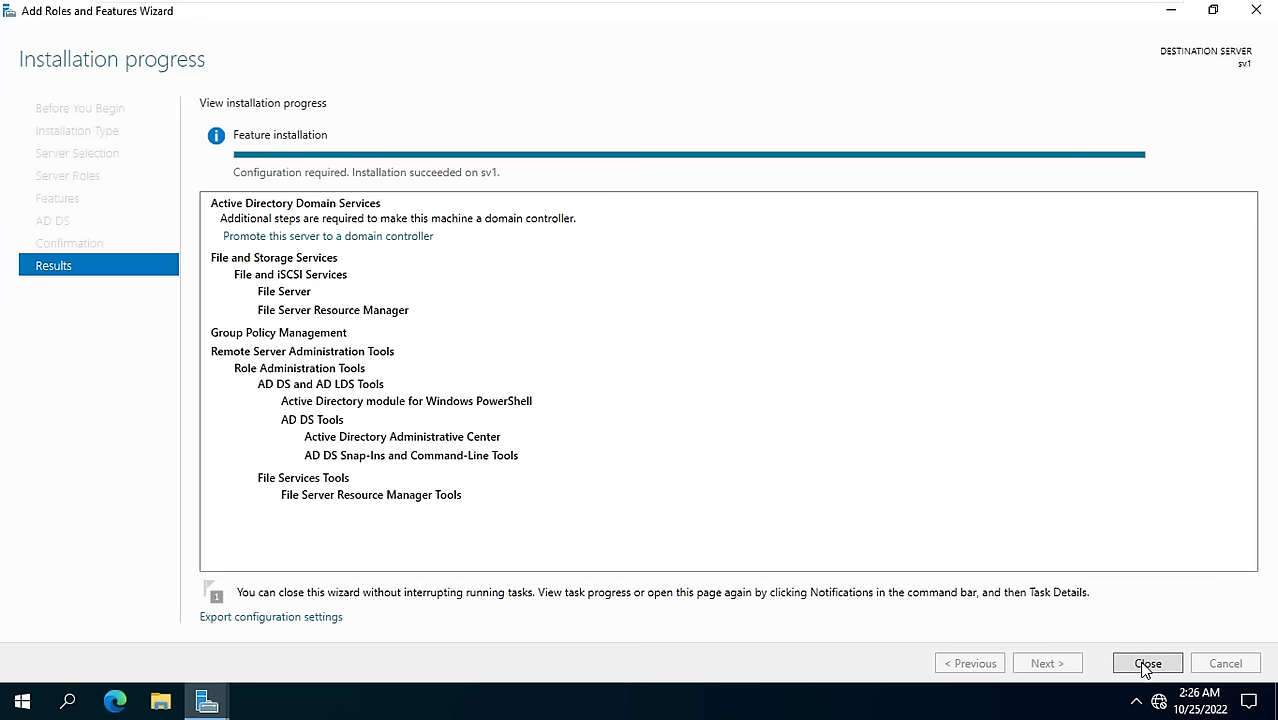 Add Roles and Features Wizard
Installation progress
DESTINATION SERVER
sv1
Before You Begin
Installation Type
Server Selection
Server Roles
Features
AD DS
Confirmation
Results
View installation progress
Feature installation
Configuration required. Installation succeeded on sv1.
Active Directory Domain Services
Additional steps are required to make this machine a domain controller.
Promote this server to a domain controller
File and Storage Services
File and iSCSI Services
File Server
File Server Resource Manager
Group Policy Management
Remote Server Administration Tools
Role Administration Tools
AD DS and AD LDS Tools
Active Directory module for Windows PowerShell
AD DS Tools
Active Directory Administrative Center
AD DS Snap-Ins and Command-Line Tools
File Services Tools
File Server Resource Manager Tools
1
You can close this wizard without interrupting running tasks. View task progress or open this page again by clicking Notifications in the command bar, and then Task Details.
Export configuration settings
< Previous
Next >
Close
Cancel
2:26 AM
10/25/2022